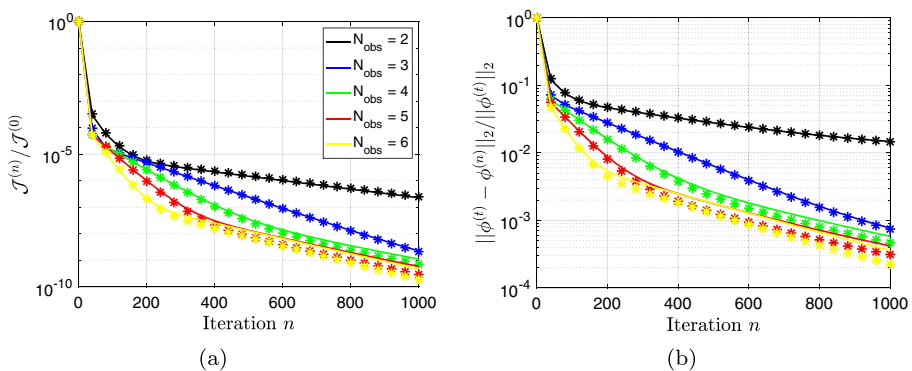 10^0
10^-5
10^-10
0 200 400 600 800 1000
Iteration n
𝒥^(n)/𝒥^(0)
N_obs = 2
N_obs = 3
N_obs = 4
N_obs = 5
N_obs = 6
(a)
10^0
10^-1
10^-2
10^-3
10^-4
0 200 400 600 800 1000
Iteration n
||ϕ^(t) − ϕ^(n)||_2/||ϕ^(t)||_2
(b)